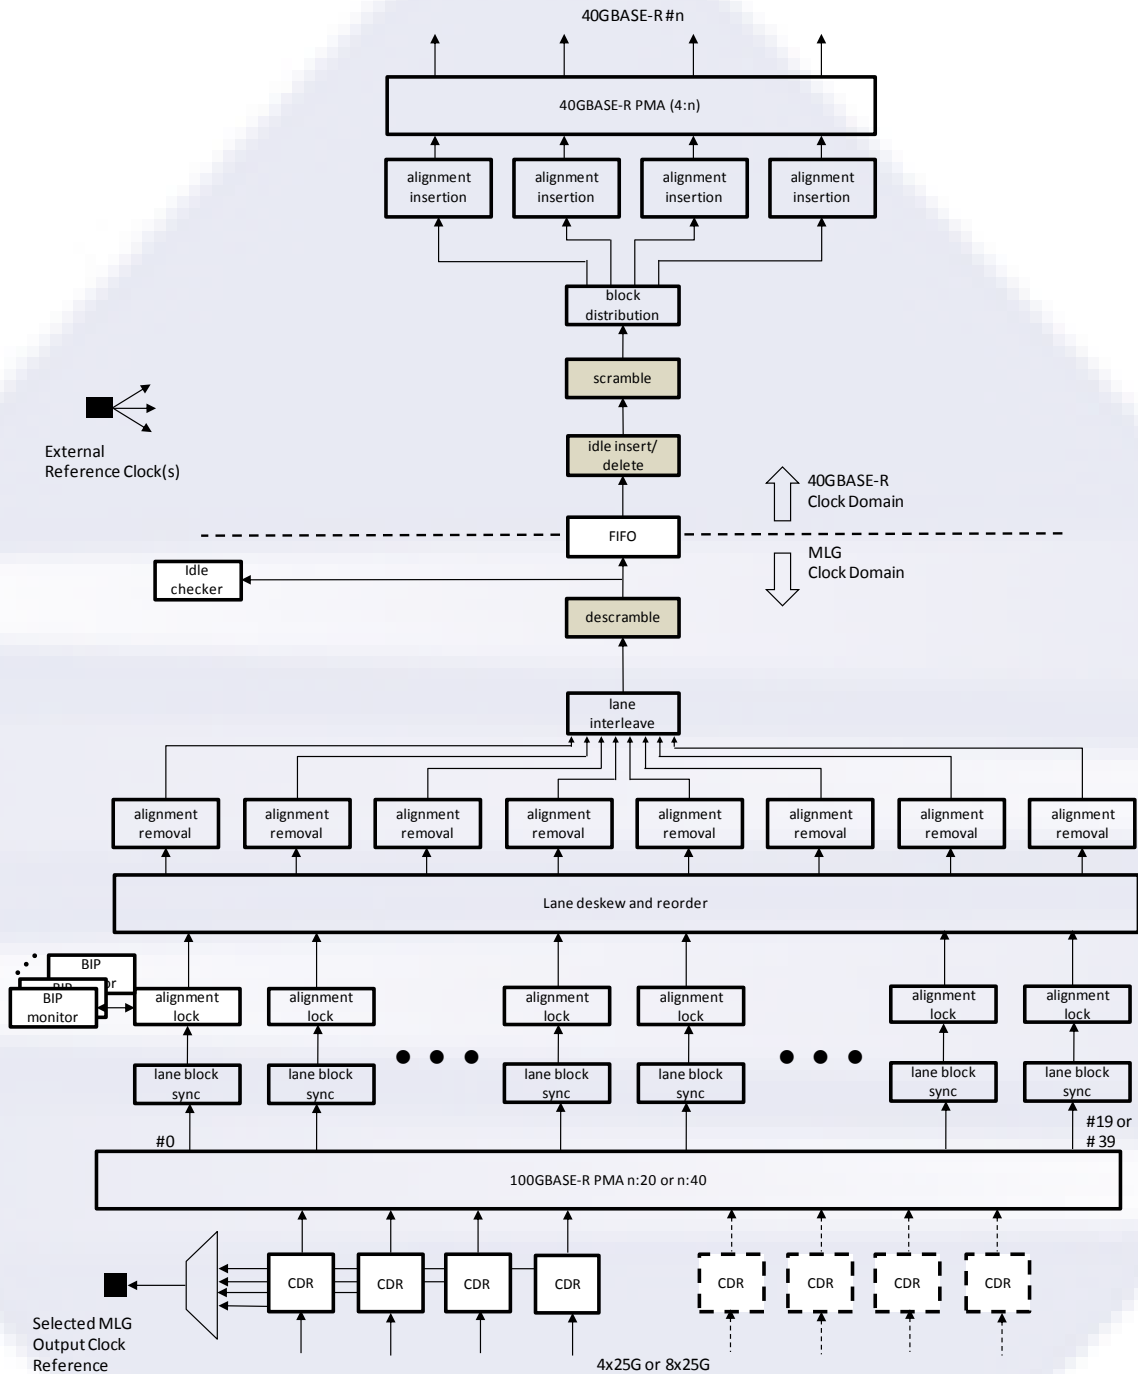 40GBASE-R #n
40GBASE-R PMA (4:n)
alignment
insertion
alignment
insertion
alignment
insertion
alignment
insertion
block
distribution
scramble
External
Reference Clock(s)
idle insert/
delete
40GBASE-R
Clock Domain
FIFO
MLG
Clock Domain
Idle
checker
descramble
lane
interleave
alignment
removal
alignment
removal
alignment
removal
alignment
removal
alignment
removal
alignment
removal
alignment
removal
alignment
removal
Lane deskew and reorder
BIP
or
BIP
BIP
monitor
alignment
lock
alignment
lock
alignment
lock
alignment
lock
alignment
lock
alignment
lock
lane block
sync
lane block
sync
lane block
sync
lane block
sync
lane block
sync
lane block
sync
#0
#19 or
# 39
100GBASE-R PMA n:20 or n:40
CDR
CDR
CDR
CDR
CDR
CDR
CDR
CDR
Selected MLG
Output Clock
Reference
4x25G or 8x25G